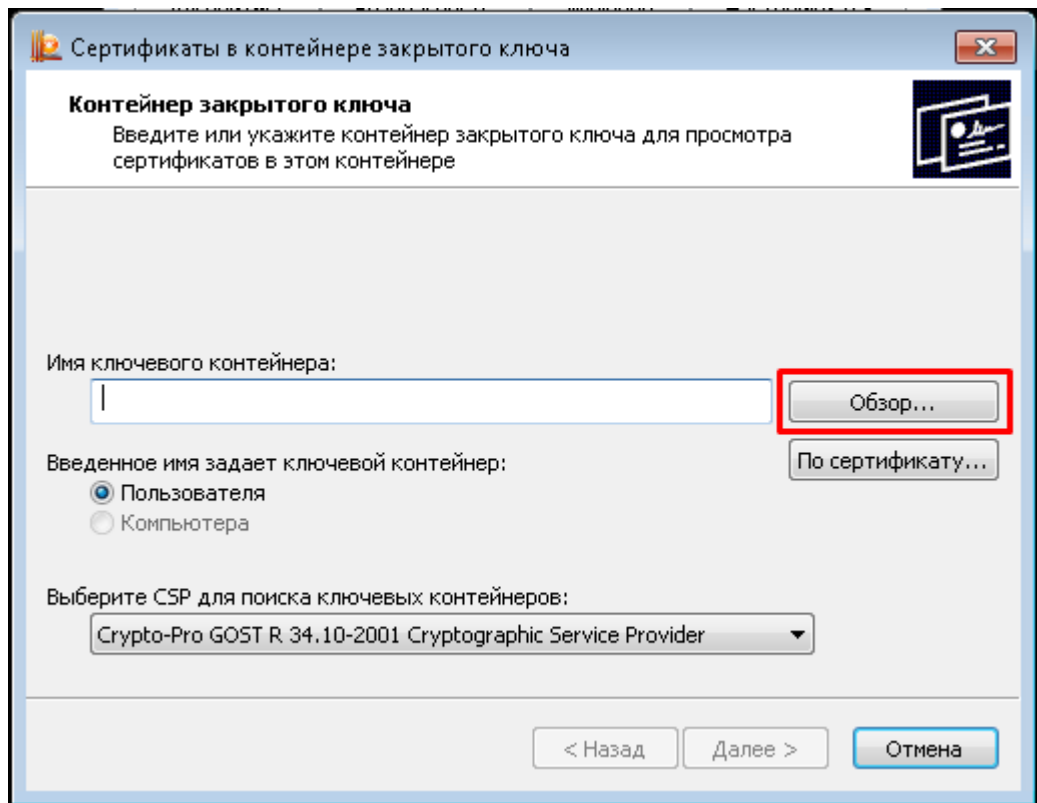 Сертификаты в контейнере закрытого ключа
Контейнер закрытого ключа
Введите или укажите контейнер закрытого ключа для просмотра
сертификатов в этом контейнере
Имя ключевого контейнера:
Обзор...
По сертификату...
Введенное имя задает ключевой контейнер:
Пользователя
Компьютера
Выберите CSP для поиска ключевых контейнеров:
Crypto-Pro GOST R 34.10-2001 Cryptographic Service Provider
< Назад
Далее >
Отмена